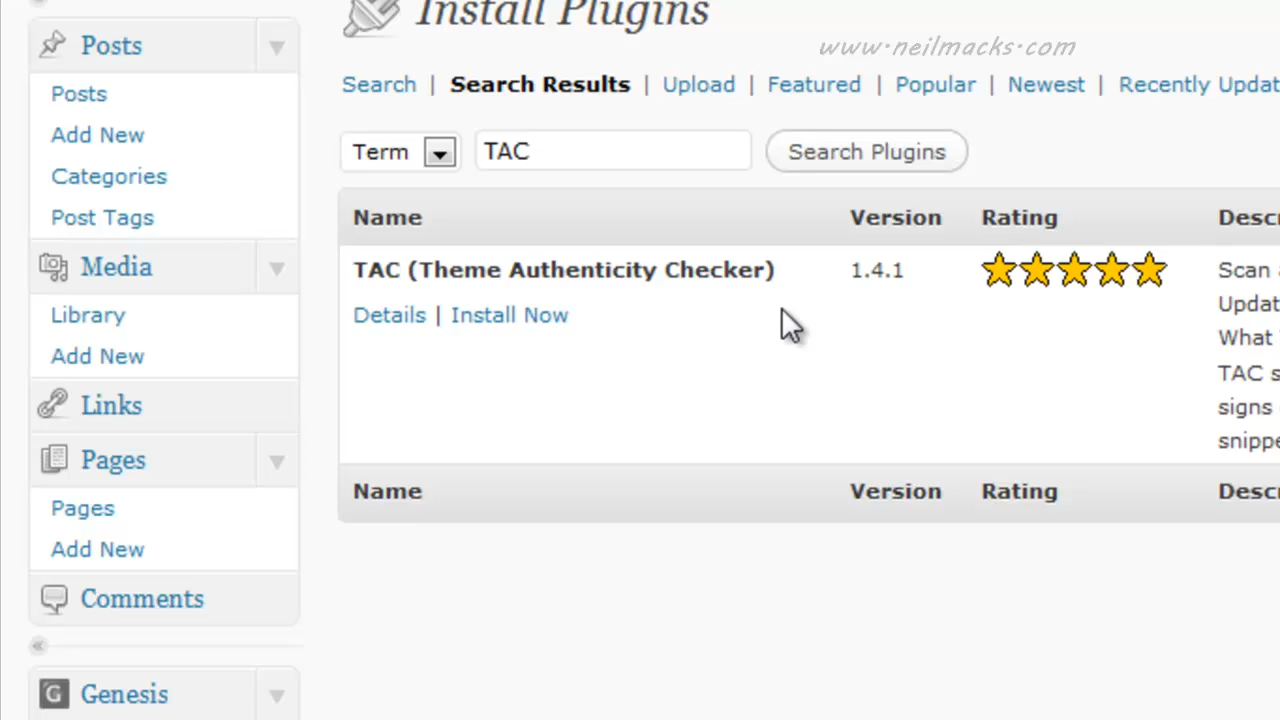 Install Plugins
www.neilmacks.com
Search | Search Results | Upload | Featured | Popular | Newest | Recently Updat
Term TAC Search Plugins
Name Version Rating Descr
TAC (Theme Authenticity Checker) 1.4.1 Scan
Details | Install Now
Updat
What
TAC s
signs
snippe
Name Version Rating Descr
Posts
Posts
Add New
Categories
Post Tags
Media
Library
Add New
Links
Pages
Pages
Add New
Comments
G Genesis